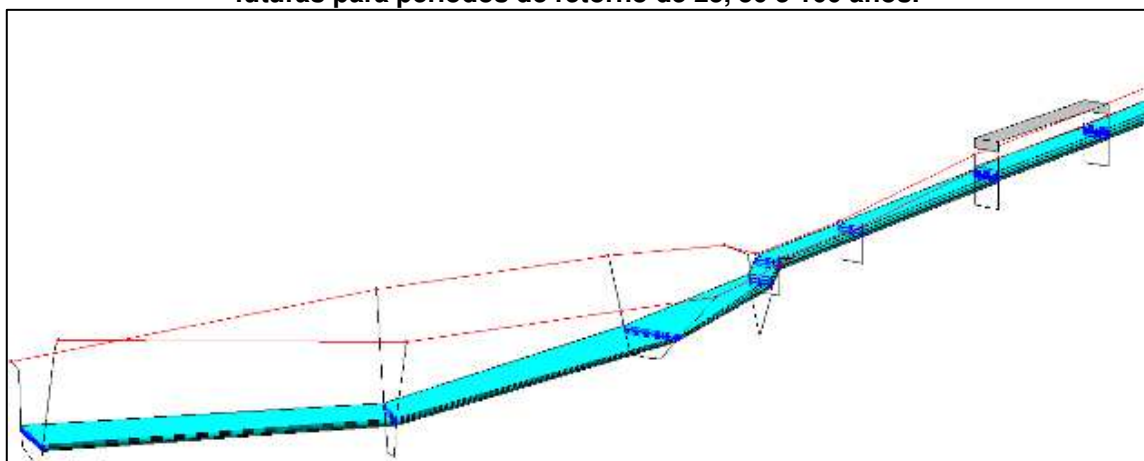 futuras para períodos de retorno de 25, 50 e 100 anos.